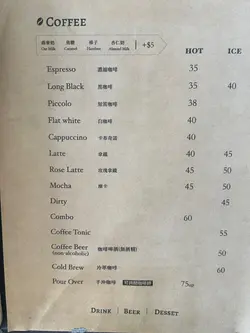 COFFEE
燕麥奶 焦糖 榛子 杏仁奶 +$5
Oat Milk Caramel Hazelnut Almond Milk
HOT ICE
Espresso 濃縮咖啡 35
Long Black 黑咖啡 35 40
Piccolo 短笛咖啡 38
Flat white 白咖啡 40
Cappuccino 卡布奇諾 40
Latte 拿鐵 40 45
Rose Latte 玫瑰拿鐵 45 50
Mocha 摩卡 45 50
Dirty 45
Combo 60
Coffee Tonic 55
Coffee Beer 咖啡啤酒(無酒精) 50
(non alcoholic)
Cold Brew 冷萃咖啡 60
Pour Over 手沖咖啡 75up
DRINK | BEER | DESSET